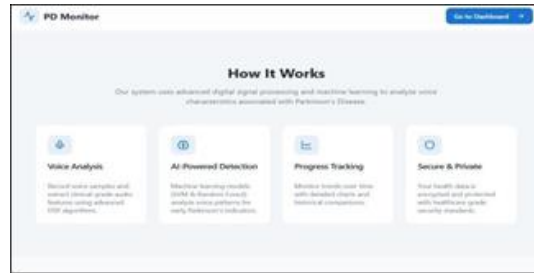 PD Monitor
Go to Dashboard
How It Works
Our system uses advanced digital signal processing and machine learning to analyze voice
characteristics associated with Parkinson's Disease.
Voice Analysis
Record voice samples and
extract clinical-grade audio
features using advanced
DSP algorithms.
AI-Powered Detection
Machine learning models
(SVM & Random Forest)
analyze voice patterns for
early Parkinson's indicators.
Progress Tracking
Monitor trends over time
with detailed charts and
historical comparisons.
Secure & Private
Your health data is
encrypted and protected
with healthcare-grade
security standards.